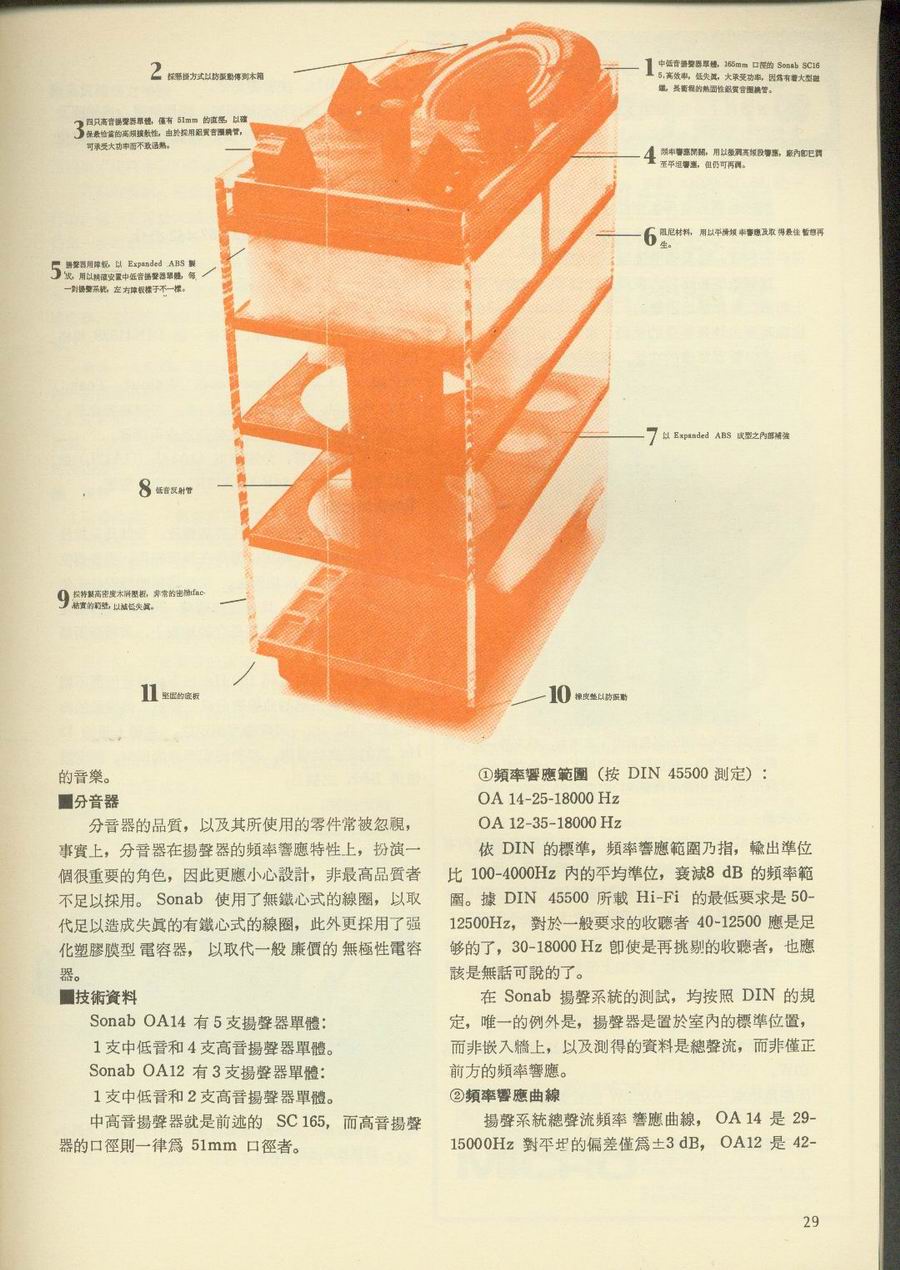 2 採懸掛方式以防振動傳到木箱
1 中低音揚聲器單體，165mm 口徑的 Sonab SC16
5.高效率，低失眞，大承受功率，因爲有着大型磁
鐵，長衝程的熱固性鋁質音圈繞管。
3 四只高音揚聲器單體，僅有 51mm 的直徑，以確
保最恰當的高頻擴散性，由於採用鋁質音圈繞管，
可承受大功率而不致過熱。
4 頻率響應開關，用以微調高頻段響應，廠內卽已調
至平坦響應，但仍可再調。
6 阻尼材料， 用以平滑頻率響應及取得最佳暫態再
生。
5 揚聲器用障板，以 Expanded ABS 製
成，用以精確安置中低音揚聲器單體，每
一對揚聲系統，左右障板樣子不一樣。
7 以 Expanded ABS 成型之內部補強
8 低音反射管
9 採特製高密度木屑壓板，非常的密
結實的箱壁，以減低失眞。
11 堅固的底板
10 橡皮墊以防振動
的音樂。
■分音器
分音器的品質，以及其所使用的零件常被忽視，
事實上，分音器在揚聲器的頻率響應特性上，扮演一
個很重要的角色，因此更應小心設計，非最高品質者
不足以採用。 Sonab 使用了無鐵心式的線圈，以取
代足以造成失眞的有鐵心式的線圈，此外更採用了强
化塑膠膜型 電容器， 以取代一般 廉價的 無極性電容
器。
■技術資料
Sonab OA14 有 5 支揚聲器單體：
1 支中低音和 4 支高音揚聲器單體。
Sonab OA12 有 3 支揚聲器單體：
1 支中低音和 2 支高音揚聲器單體。
中高音揚聲器就是前述的 SC 165， 而高音揚聲
器的口徑則一律爲 51mm 口徑者。
①頻率響應範圍（按 DIN 45500 測定）：
OA 14-25-18000 Hz
OA 12-35-18000 Hz
依 DIN 的標準，頻率響應範圍乃指，輸出準位
比 100-4000Hz 內的平均準位，衰減8 dB 的頻率範
圍。據 DIN 45500 所載 Hi-Fi 的最低要求是 50-
12500Hz， 對於一般要求的收聽者 40-12500 應是足
够的了，30-18000 Hz 卽使是再挑剔的收聽者，也應
該是無話可說的了。
在 Sonab 揚聲系統的測試，均按照 DIN 的規
定，唯一的例外是，揚聲器是置於室內的標準位置，
而非嵌入牆上，以及測得的資料是總聲流，而非僅正
前方的頻率響應。
②頻率響應曲線
揚聲系統總聲流頻率 響應曲線， OA 14 是 29-
15000Hz 對平坦的偏差僅爲±3 dB， OA12 是 42-
29